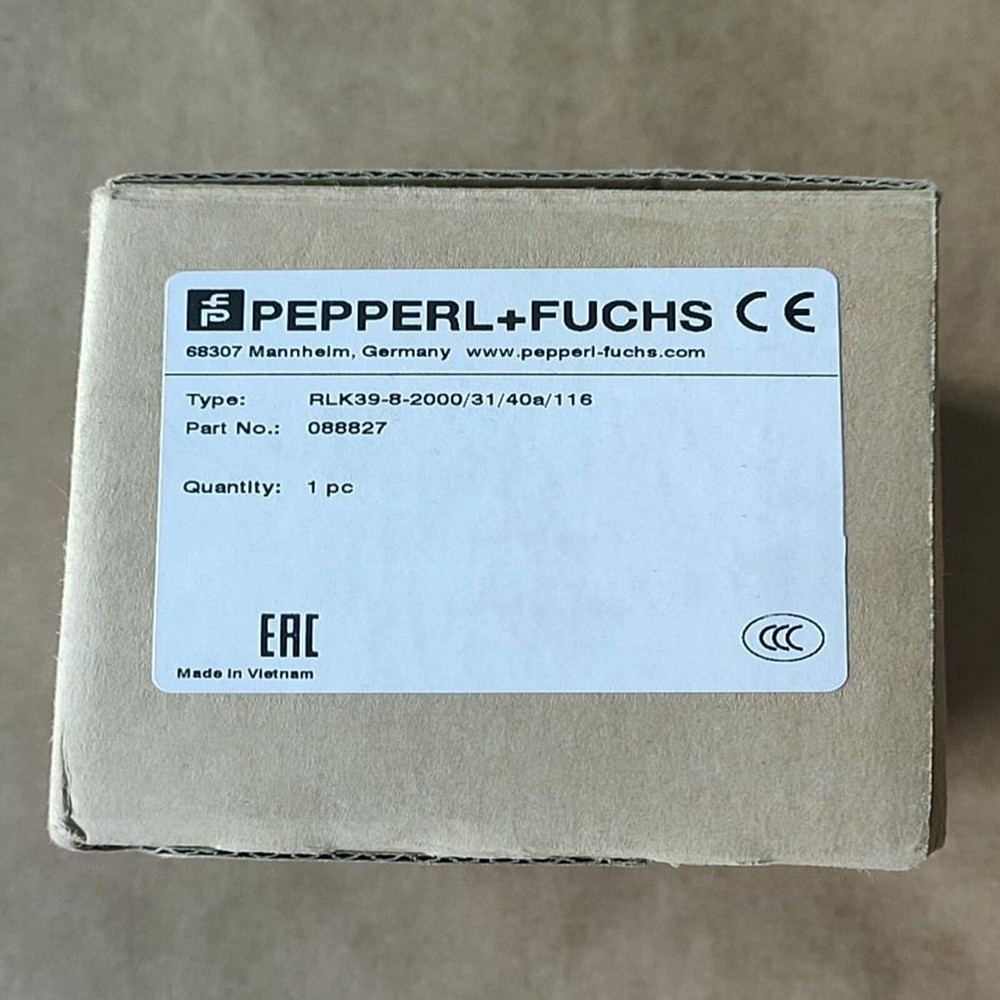 PEPPERL+FUCHS CE
68307 Mannheim, Germany www.pepperl-fuchs.com
Type: RLK39-8-2000/31/40a/116
Part No.: 088827
Quantity: 1 pc
EAC
CCC
Made in Vietnam